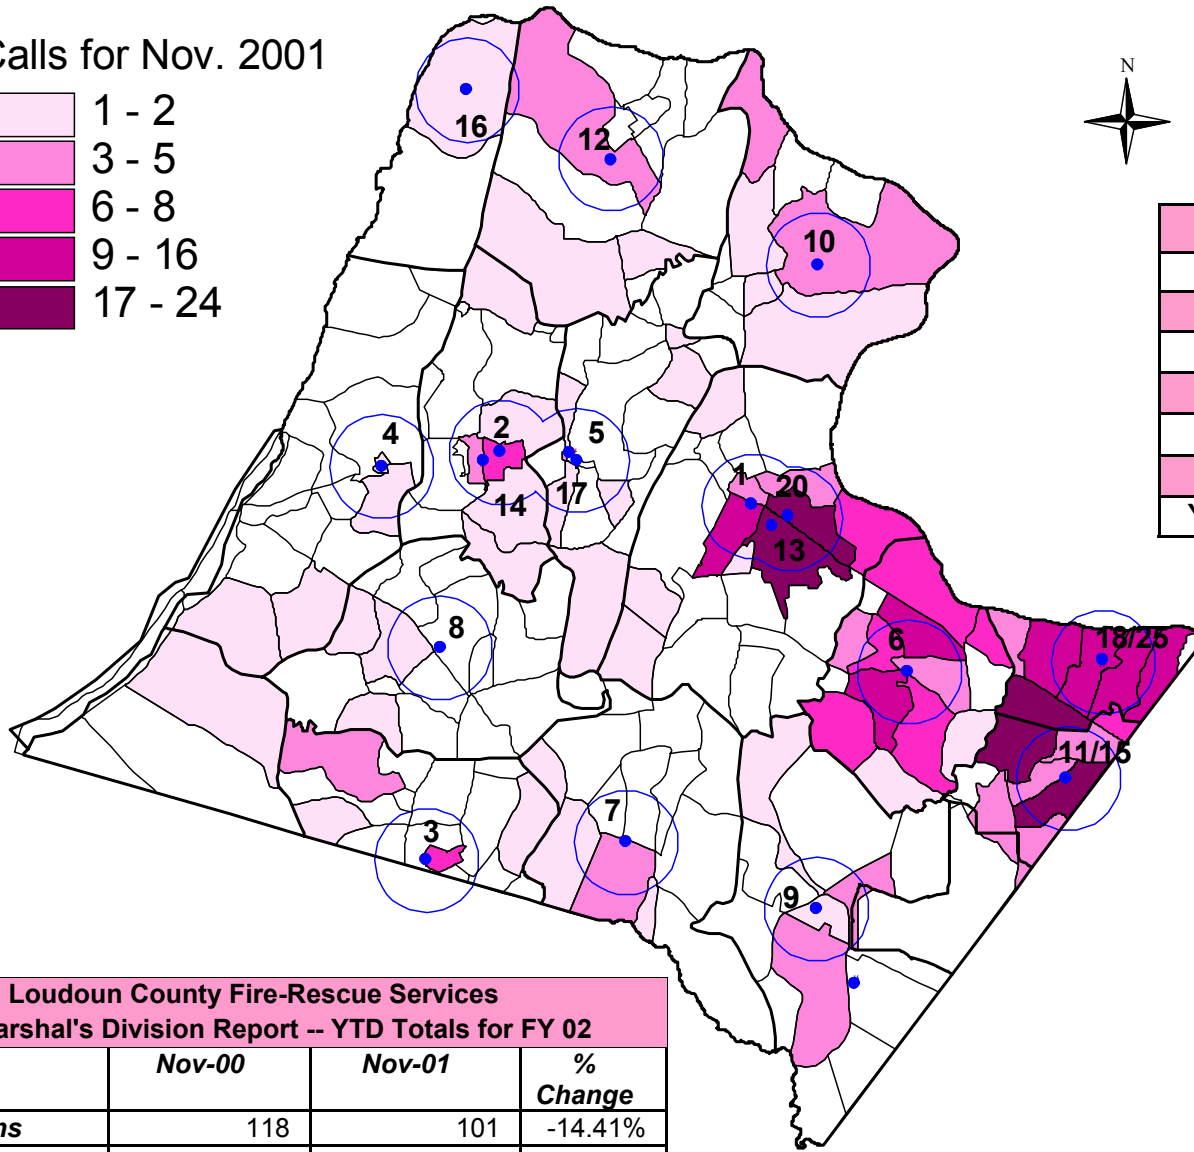 Calls for Nov. 2001
1 - 2
3 - 5
6 - 8
9 - 16
17 - 24
N
16
12
10
4
2
5
14
17
1
20
13
8
6
18/25
11/15
7
3
9
Loudoun County Fire-Rescue Services
arshal's Division Report -- YTD Totals for FY 02
Nov-00 Nov-01 %
Change
ns 118 101 -14.41%
Y